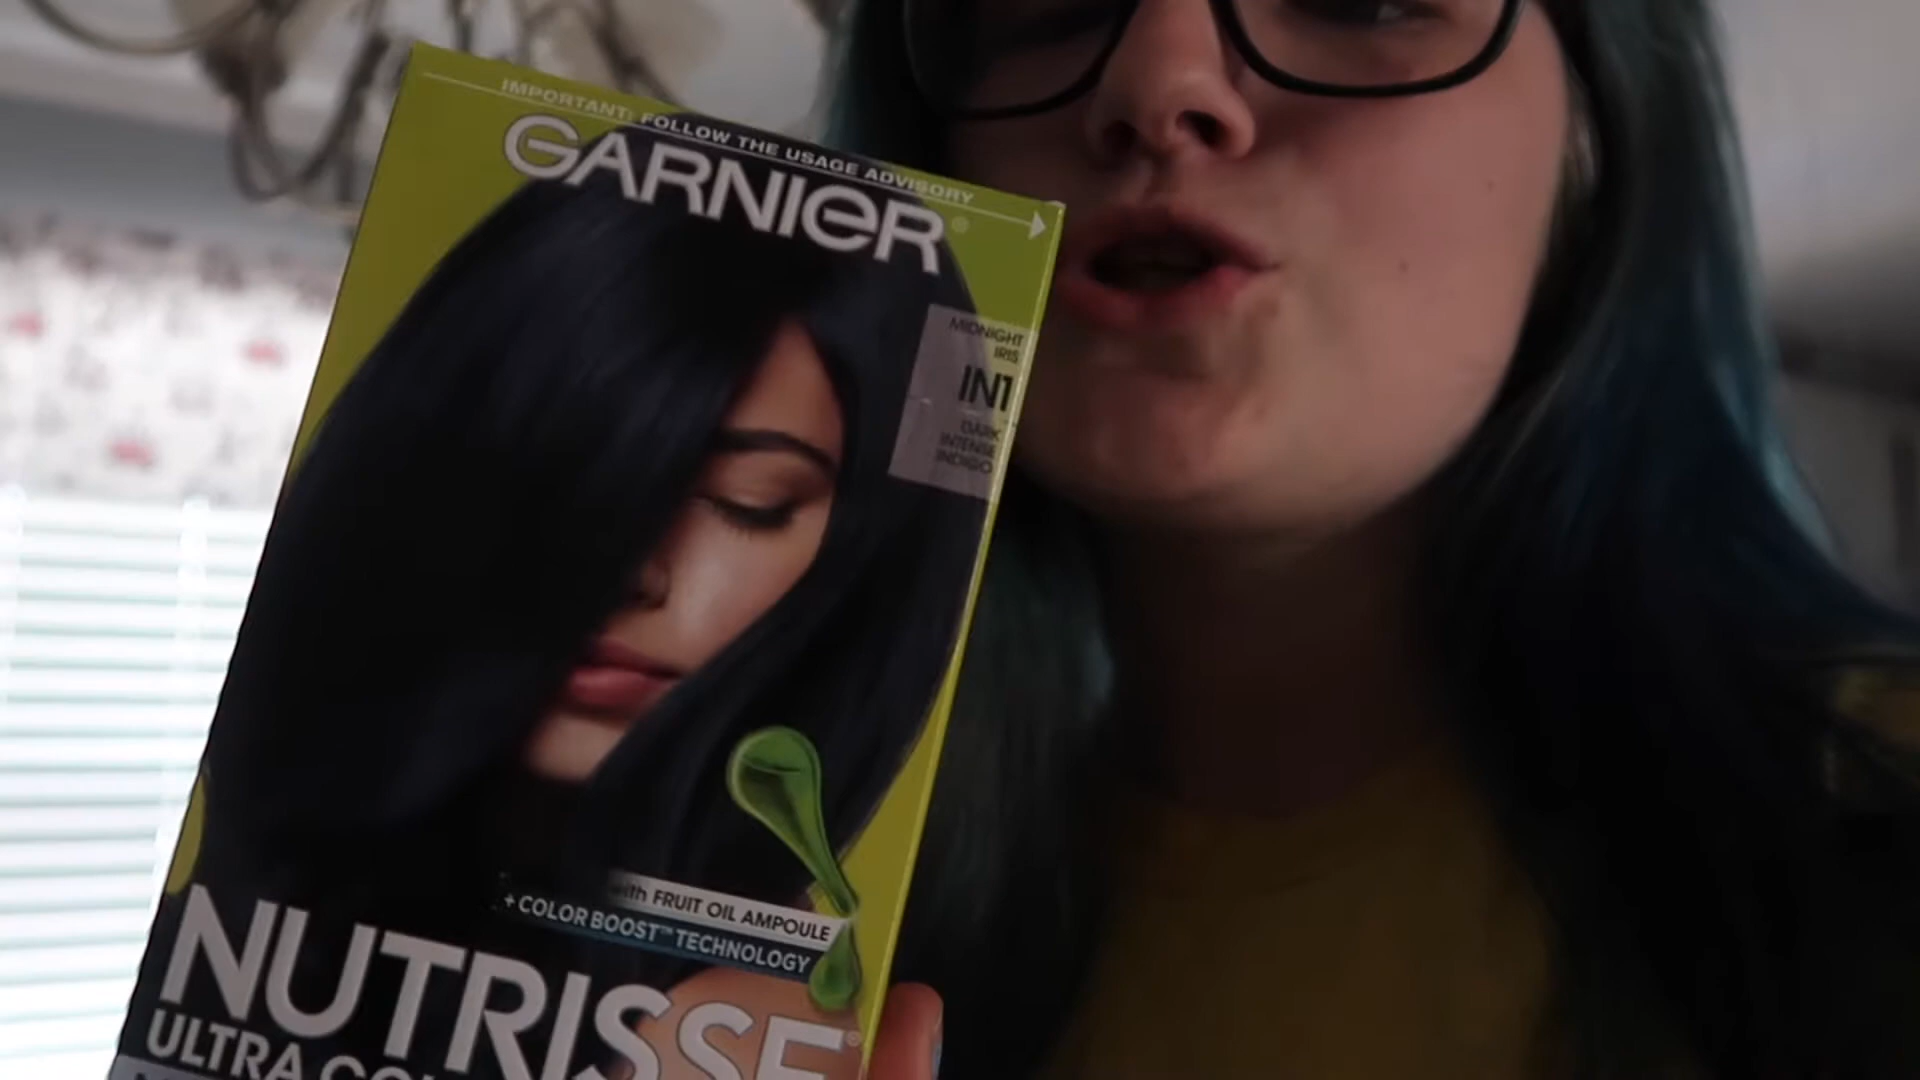 IMPORTANT: FOLLOW THE USAGE ADVISORY
GARNIER®
MIDNIGHT
IRIS
IN1
DARK
INTENSE
INDIGO
with FRUIT OIL AMPOULE
+ COLOR BOOST™ TECHNOLOGY
NUTRISSE®
ULTRA